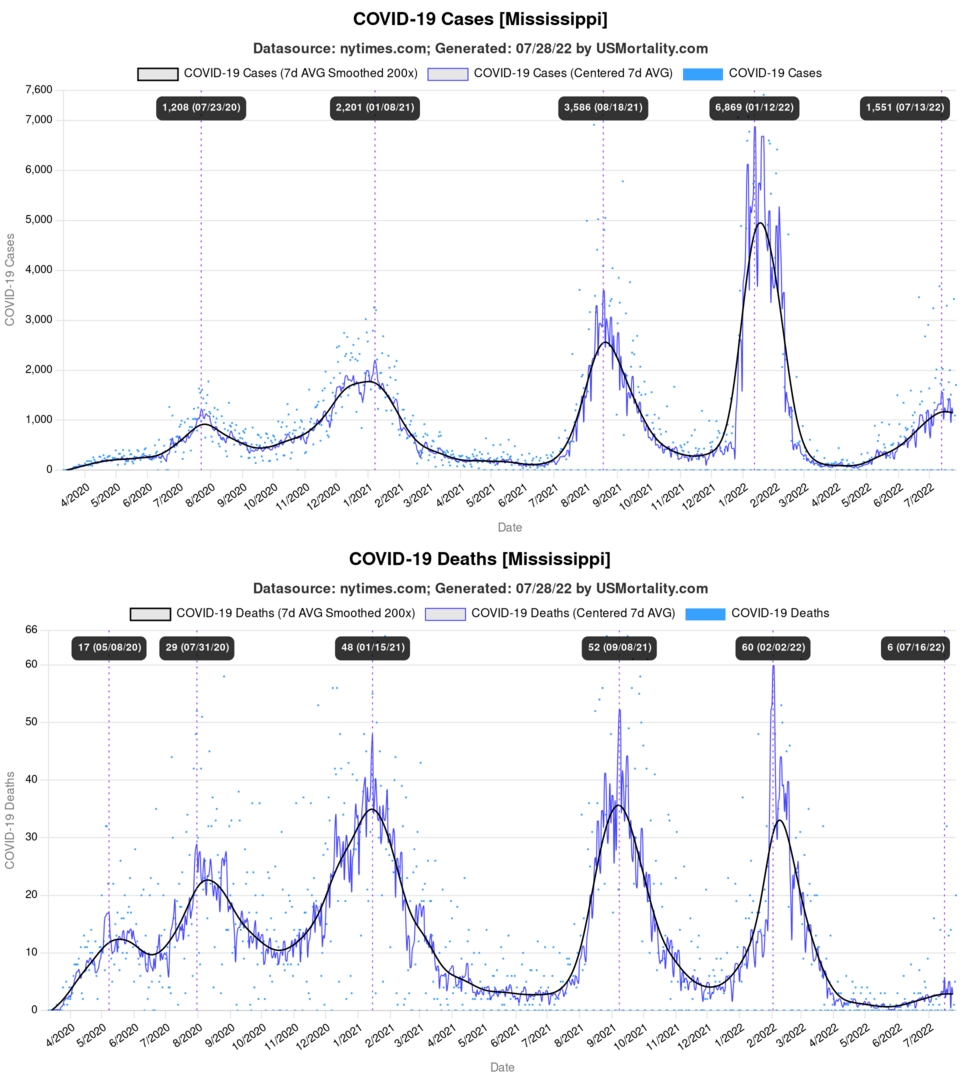 COVID-19 Cases [Mississippi]
Datasource: nytimes.com; Generated: 07/28/22 by USMortality.com
COVID-19 Cases (7d AVG Smoothed 200x) COVID-19 Cases (Centered 7d AVG) COVID-19 Cases
7,600
1,208 (07/23/20) 2,201 (01/08/21) 3,586 (08/18/21) 6,869 (01/12/22) 1,551 (07/13/22)
7,000
6,000
5,000
4,000
3,000
2,000
1,000
0
COVID-19 Cases
4/2020 5/2020 6/2020 7/2020 8/2020 9/2020 10/2020 11/2020 12/2020 1/2021 2/2021 3/2021 4/2021 5/2021 6/2021 7/2021 8/2021 9/2021 10/2021 11/2021 12/2021 1/2022 2/2022 3/2022 4/2022 5/2022 6/2022 7/2022
Date
COVID-19 Deaths [Mississippi]
Datasource: nytimes.com; Generated: 07/28/22 by USMortality.com
COVID-19 Deaths (7d AVG Smoothed 200x) COVID-19 Deaths (Centered 7d AVG) COVID-19 Deaths
66
17 (05/08/20) 29 (07/31/20) 48 (01/15/21) 52 (09/08/21) 60 (02/02/22) 6 (07/16/22)
60
50
40
30
20
10
0
COVID-19 Deaths
4/2020 5/2020 6/2020 7/2020 8/2020 9/2020 10/2020 11/2020 12/2020 1/2021 2/2021 3/2021 4/2021 5/2021 6/2021 7/2021 8/2021 9/2021 10/2021 11/2021 12/2021 1/2022 2/2022 3/2022 4/2022 5/2022 6/2022 7/2022
Date